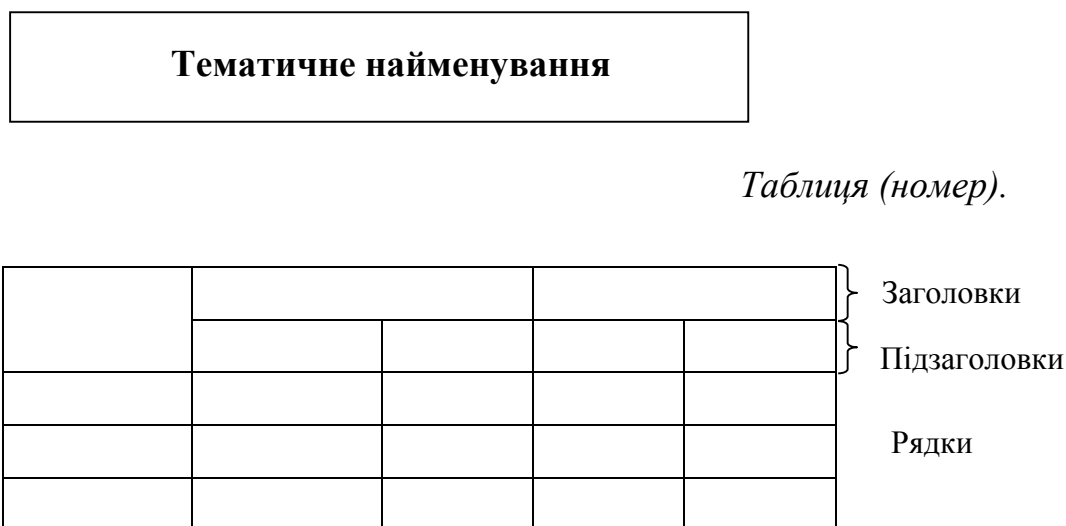 Тематичне найменування
Таблиця (номер).
Заголовки
Підзаголовки
Рядки